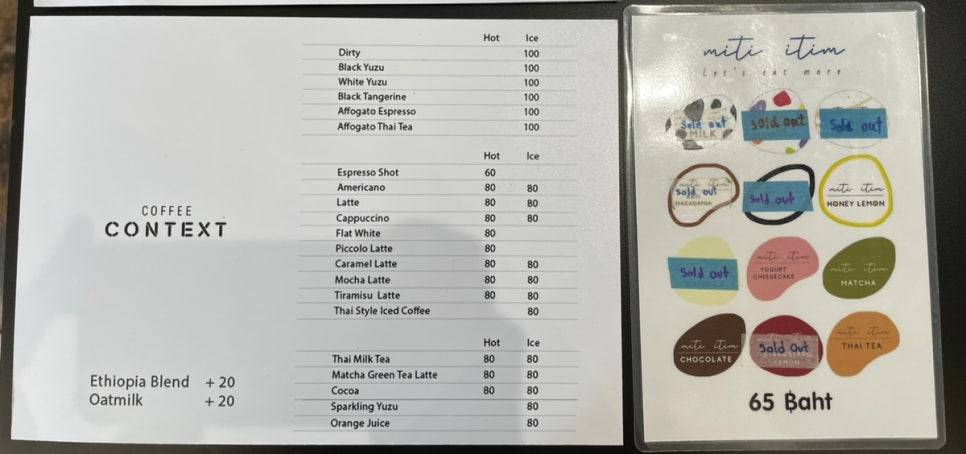 COFFEE
CONTEXT
Ethiopia Blend + 20
Oatmilk + 20
Hot Ice
Dirty 100
Black Yuzu 100
White Yuzu 100
Black Tangerine 100
Affogato Espresso 100
Affogato Thai Tea 100
Hot Ice
Espresso Shot 60
Americano 80 80
Latte 80 80
Cappuccino 80 80
Flat White 80
Piccolo Latte 80
Caramel Latte 80 80
Mocha Latte 80 80
Tiramisu Latte 80 80
Thai Style Iced Coffee 80
Hot Ice
Thai Milk Tea 80 80
Matcha Green Tea Latte 80 80
Cocoa 80 80
Sparkling Yuzu 80
Orange Juice 80
miti itim
Let's eat more
Sold out
MILK
Sold out
Sold out
miti itim
Sold out
MACADAMIA
Sold out
miti itim
HONEY LEMON
Sold out
miti itim
YOGURT
CHEESECAKE
miti itim
MATCHA
miti itim
CHOCOLATE
Sold Out
LEMON
miti itim
THAI TEA
65 ฿aht